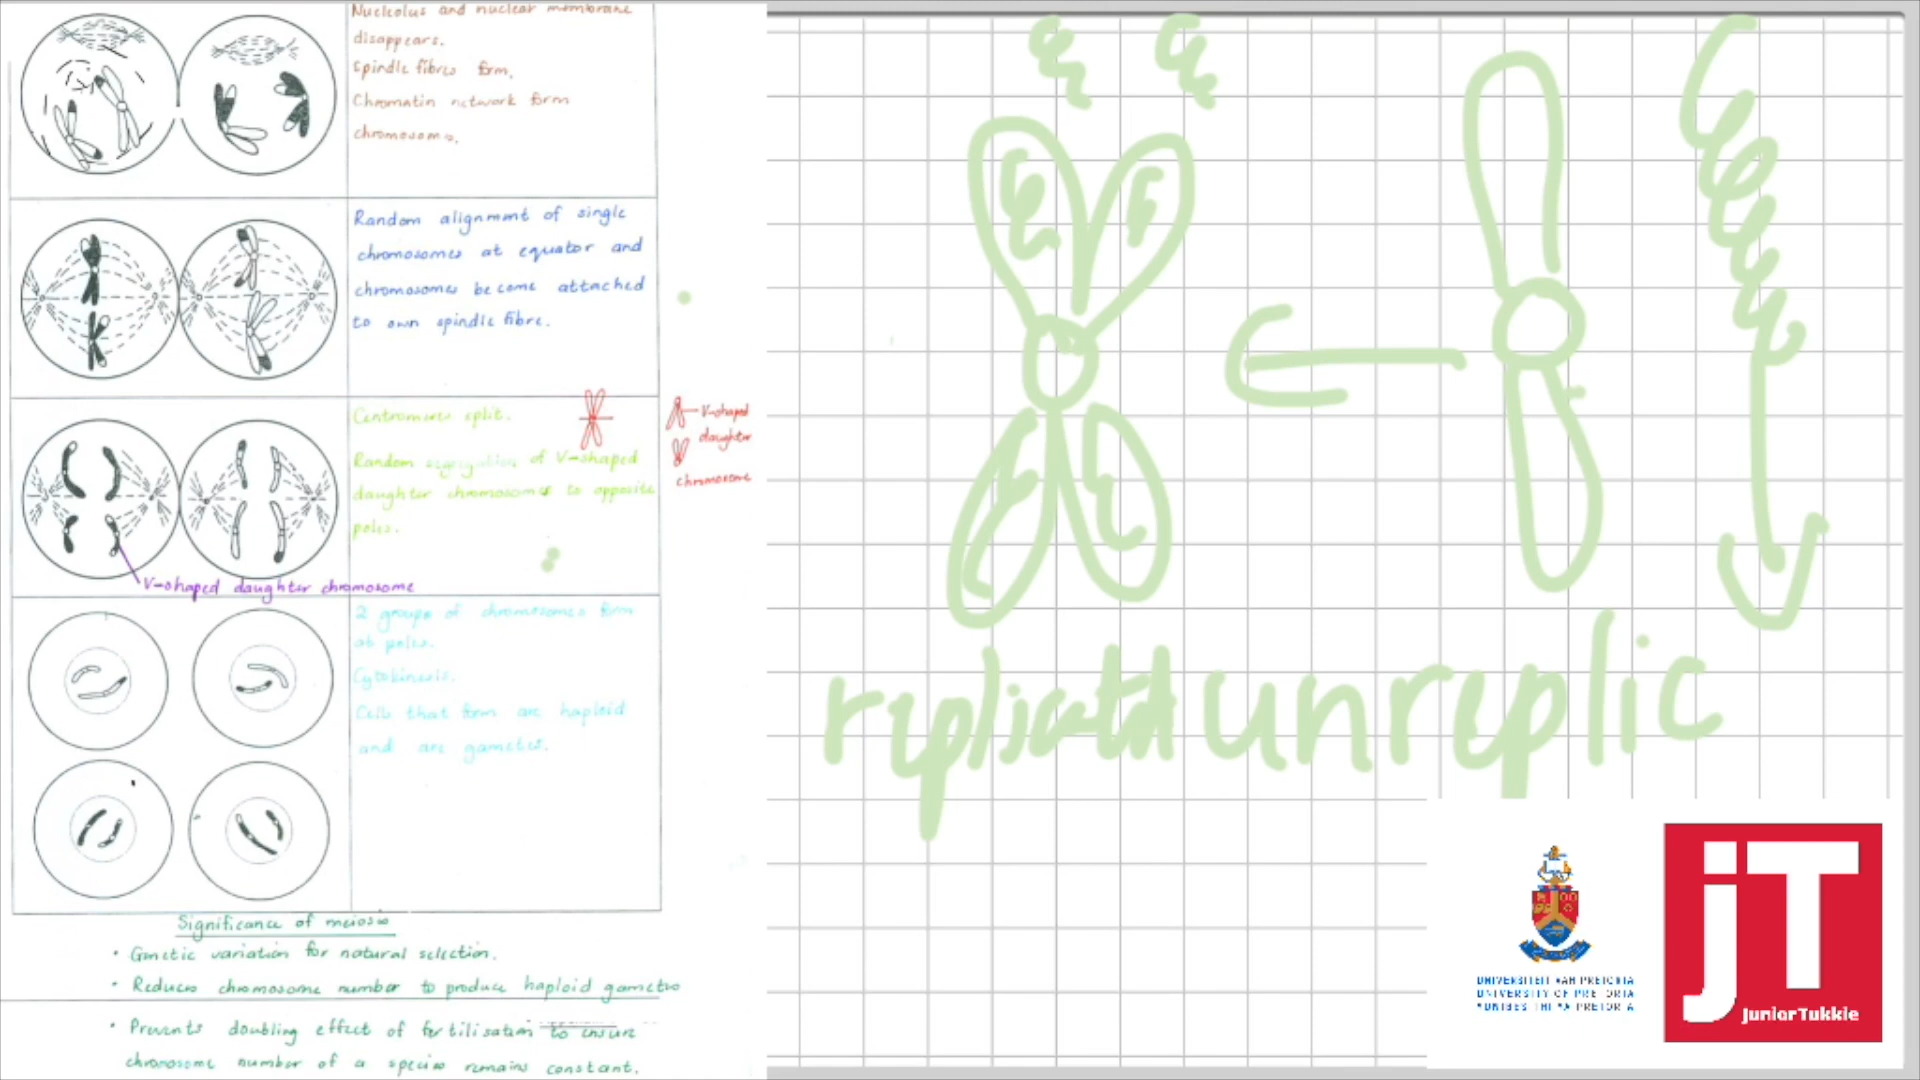 Nucleolus and nuclear membrane
disappears.
Spindle fibres form.
Chromatin network form
chromosoms.
Random alignment of single
chromosomes at equator and
chromosomes become attached
to own spindle fibre.
Centromere split.
Random segregation of V-shaped
daughter chromosomes to opposite
poles.
V-shaped
daughter
chromosome
V-shaped daughter chromosome
2 groups of chromosomes form
at poles.
Cytokinesis.
Cells that form are haploid
and are gametes.
Significance of meiosis
• Genetic variation for natural selection.
• Reduces chromosome number to produce haploid gametes
• Prevents doubling effect of fertilisation to ensure
chromosome number of a species remains constant.
replicated unreplic
UNIVERSITEIT VAN PRETORIA
UNIVERSITY OF PRETORIA
YUNIBESITHI YA PRETORIA
jT
JuniorTukkie